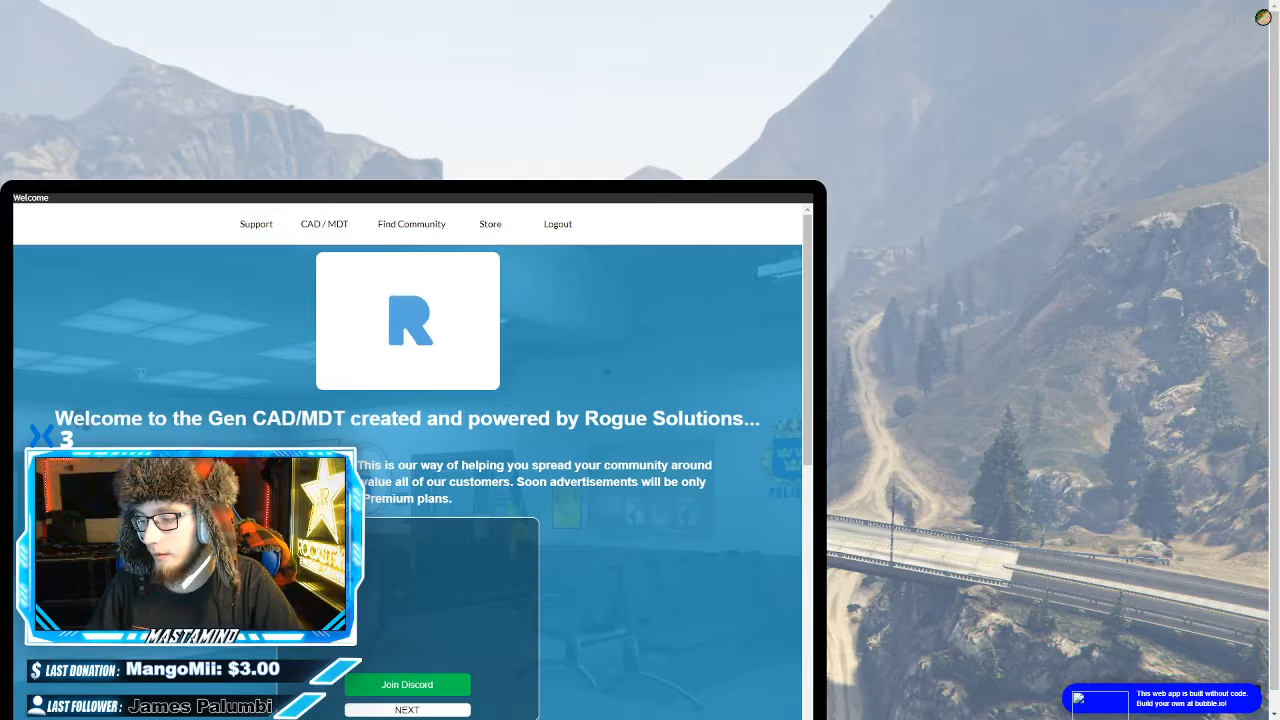 Welcome
Support CAD / MDT Find Community Store Logout
R
Welcome to the Gen CAD/MDT created and powered by Rogue Solutions...
3
This is our way of helping you spread your community around
value all of our customers. Soon advertisements will be only
Premium plans.
ROCKSTAR
MASTAMIND
$ LAST DONATION : MangoMii: $3.00
LAST FOLLOWER : James Palumbi
Join Discord
NEXT
This web app is built without code.
Build your own at bubble.io!